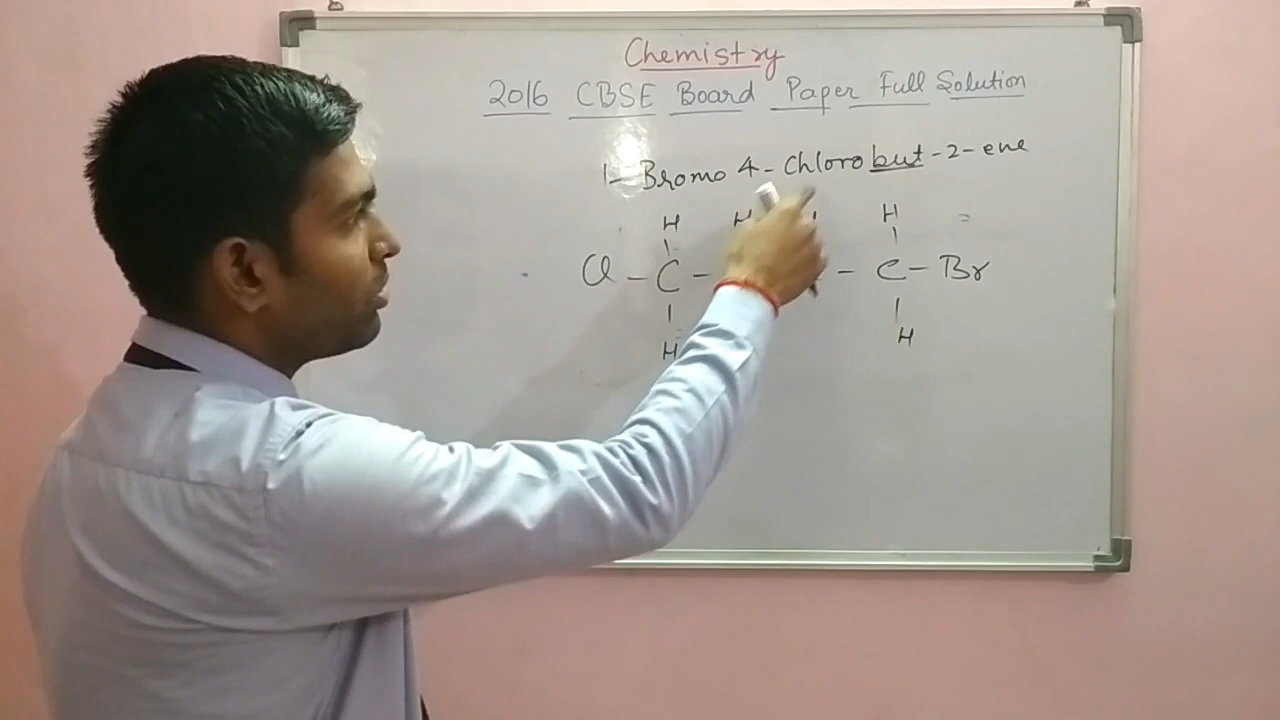 Chemistry
2016 CBSE Board Paper Full Solution
1- Bromo 4- Chlorobut-2-ene
H H H
Cl - C - - C - Br
H H